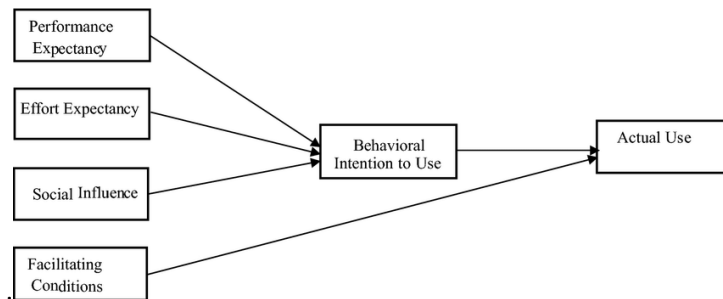 Performance
Expectancy
Effort Expectancy
Social Influence
Facilitating
Conditions
Behavioral
Intention to Use
Actual Use